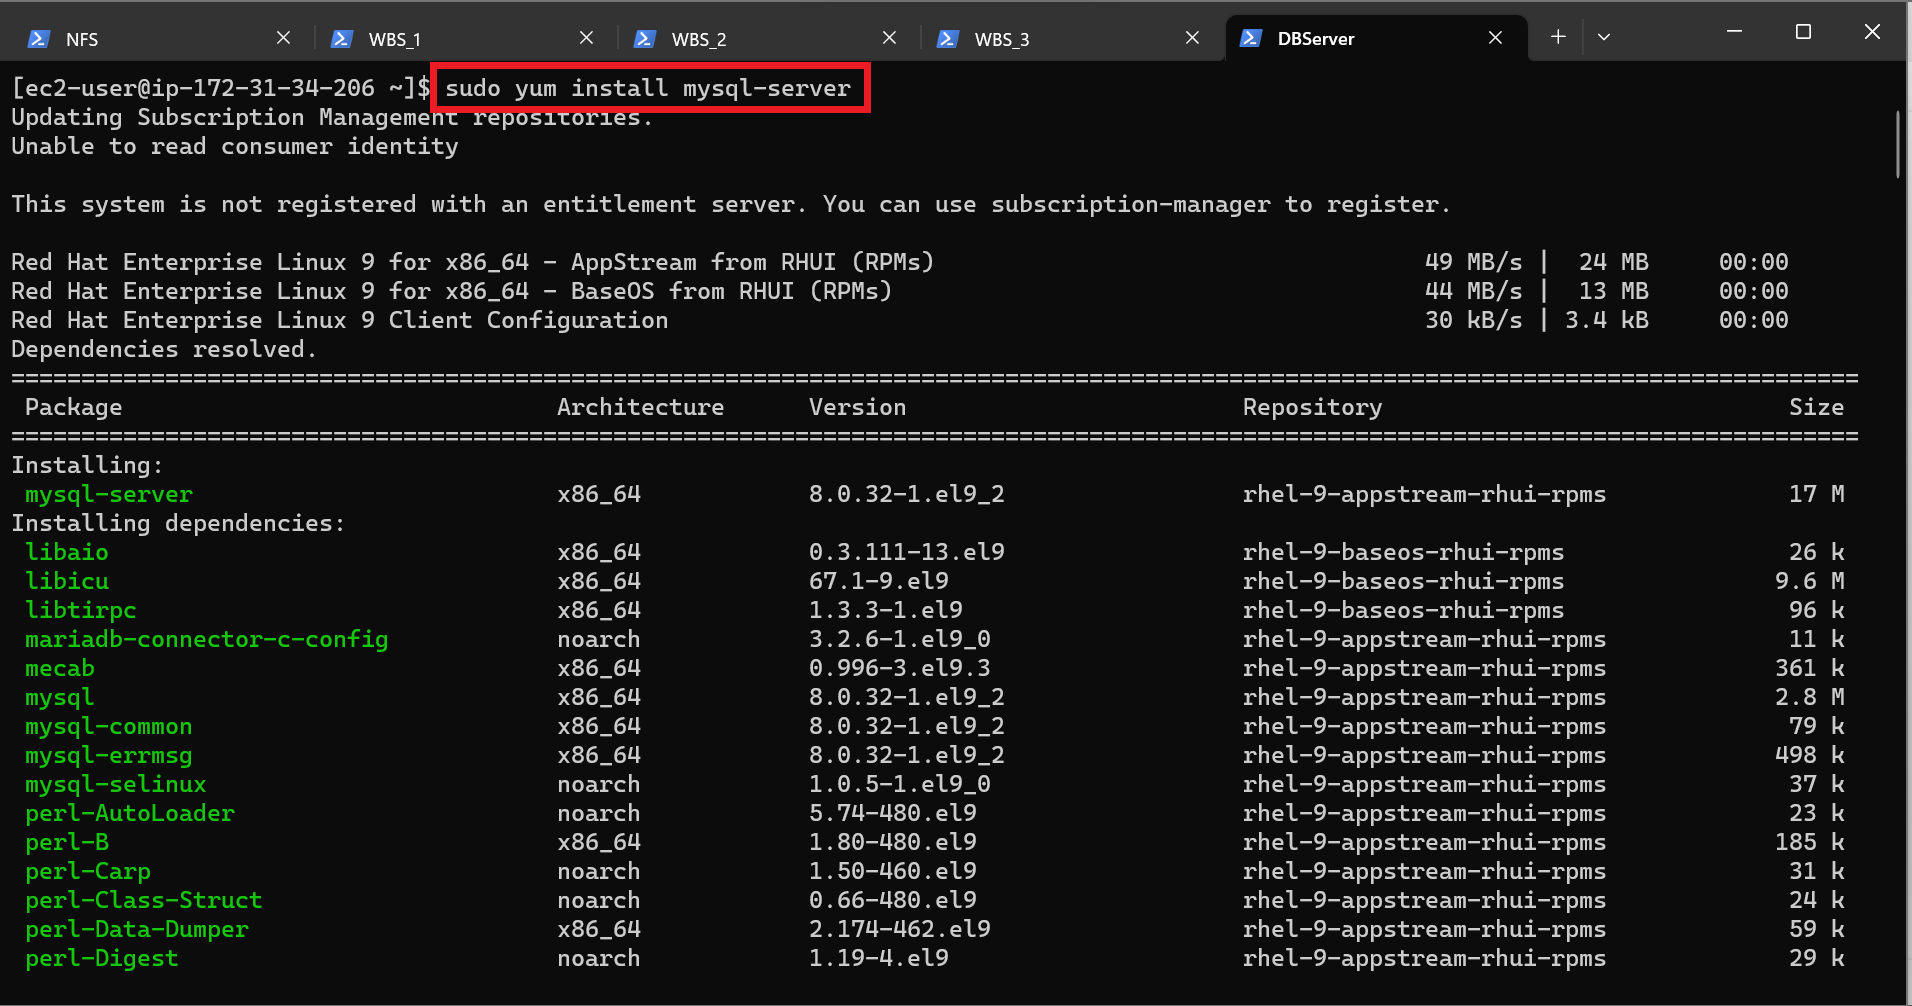 NFS WBS_1 WBS_2 WBS_3 DBServer
[ec2-user@ip-172-31-34-206 ~]$ sudo yum install mysql-server
Updating Subscription Management repositories.
Unable to read consumer identity
This system is not registered with an entitlement server. You can use subscription-manager to register.
Red Hat Enterprise Linux 9 for x86_64 - AppStream from RHUI (RPMs) 49 MB/s | 24 MB 00:00
Red Hat Enterprise Linux 9 for x86_64 - BaseOS from RHUI (RPMs) 44 MB/s | 13 MB 00:00
Red Hat Enterprise Linux 9 Client Configuration 30 kB/s | 3.4 kB 00:00
Dependencies resolved.
====================================================================================================================================
Package Architecture Version Repository Size
====================================================================================================================================
Installing:
mysql-server x86_64 8.0.32-1.el9_2 rhel-9-appstream-rhui-rpms 17 M
Installing dependencies:
libaio x86_64 0.3.111-13.el9 rhel-9-baseos-rhui-rpms 26 k
libicu x86_64 67.1-9.el9 rhel-9-baseos-rhui-rpms 9.6 M
libtirpc x86_64 1.3.3-1.el9 rhel-9-baseos-rhui-rpms 96 k
mariadb-connector-c-config noarch 3.2.6-1.el9_0 rhel-9-appstream-rhui-rpms 11 k
mecab x86_64 0.996-3.el9.3 rhel-9-appstream-rhui-rpms 361 k
mysql x86_64 8.0.32-1.el9_2 rhel-9-appstream-rhui-rpms 2.8 M
mysql-common x86_64 8.0.32-1.el9_2 rhel-9-appstream-rhui-rpms 79 k
mysql-errmsg x86_64 8.0.32-1.el9_2 rhel-9-appstream-rhui-rpms 498 k
mysql-selinux noarch 1.0.5-1.el9_0 rhel-9-appstream-rhui-rpms 37 k
perl-AutoLoader noarch 5.74-480.el9 rhel-9-appstream-rhui-rpms 23 k
perl-B x86_64 1.80-480.el9 rhel-9-appstream-rhui-rpms 185 k
perl-Carp noarch 1.50-460.el9 rhel-9-appstream-rhui-rpms 31 k
perl-Class-Struct noarch 0.66-480.el9 rhel-9-appstream-rhui-rpms 24 k
perl-Data-Dumper x86_64 2.174-462.el9 rhel-9-appstream-rhui-rpms 59 k
perl-Digest noarch 1.19-4.el9 rhel-9-appstream-rhui-rpms 29 k